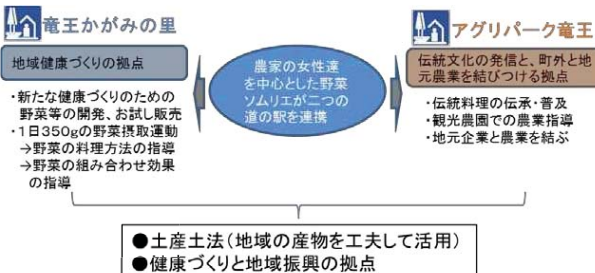 竜王かがみの里
地域健康づくりの拠点
・新たな健康づくりのための
野菜等の開発、お試し販売
・1日350gの野菜摂取運動
→野菜の料理方法の指導
→野菜の組み合わせ効果
の指導
農家の女性達
を中心とした野菜
ソムリエが二つの
道の駅を連携
アグリパーク竜王
伝統文化の発信と、町外と地
元農業を結びつける拠点
・伝統料理の伝承・普及
・観光農園での農業指導
・地元企業と農業を結ぶ
●土産土法(地域の産物を工夫して活用)
●健康づくりと地域振興の拠点